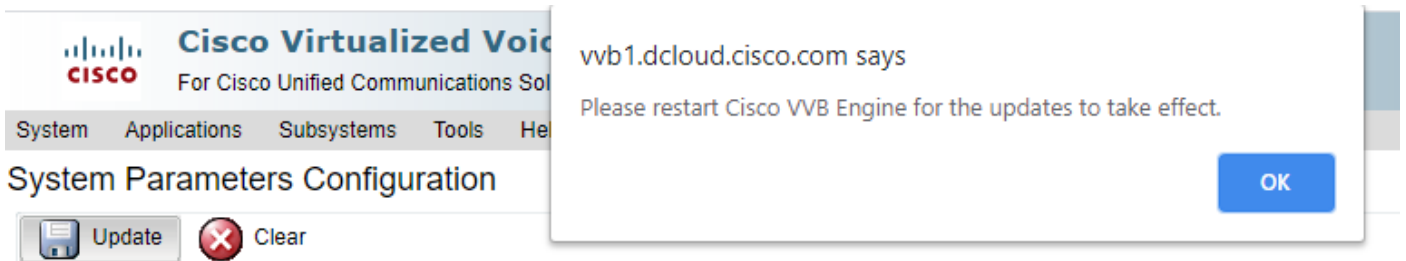 CISCO
Cisco Virtualized Voic
For Cisco Unified Communications Sol
System Applications Subsystems Tools Hel
System Parameters Configuration
Update Clear
vvb1.dcloud.cisco.com says
Please restart Cisco VVB Engine for the updates to take effect.
OK